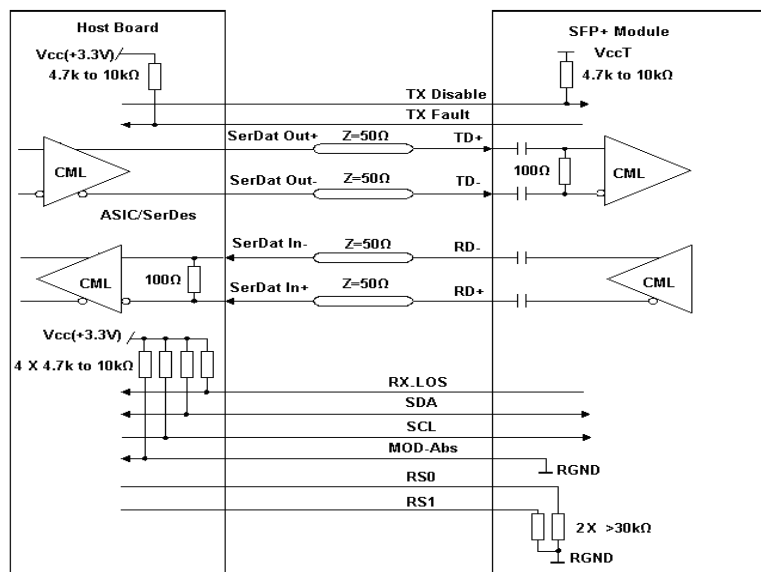 Host Board
SFP+ Module
Vcc(+3.3V)
4.7k to 10kΩ
VccT
4.7k to 10kΩ
TX Disable
TX Fault
SerDat Out+
Z=50Ω
TD+
CML
100Ω
CML
SerDat Out-
Z=50Ω
TD-
ASIC/SerDes
SerDat In-
Z=50Ω
RD-
CML
100Ω
CML
SerDat In+
Z=50Ω
RD+
Vcc(+3.3V)
4 X 4.7k to 10kΩ
RX_LOS
SDA
SCL
MOD-Abs
RGND
RS0
RS1
2X >30kΩ
RGND